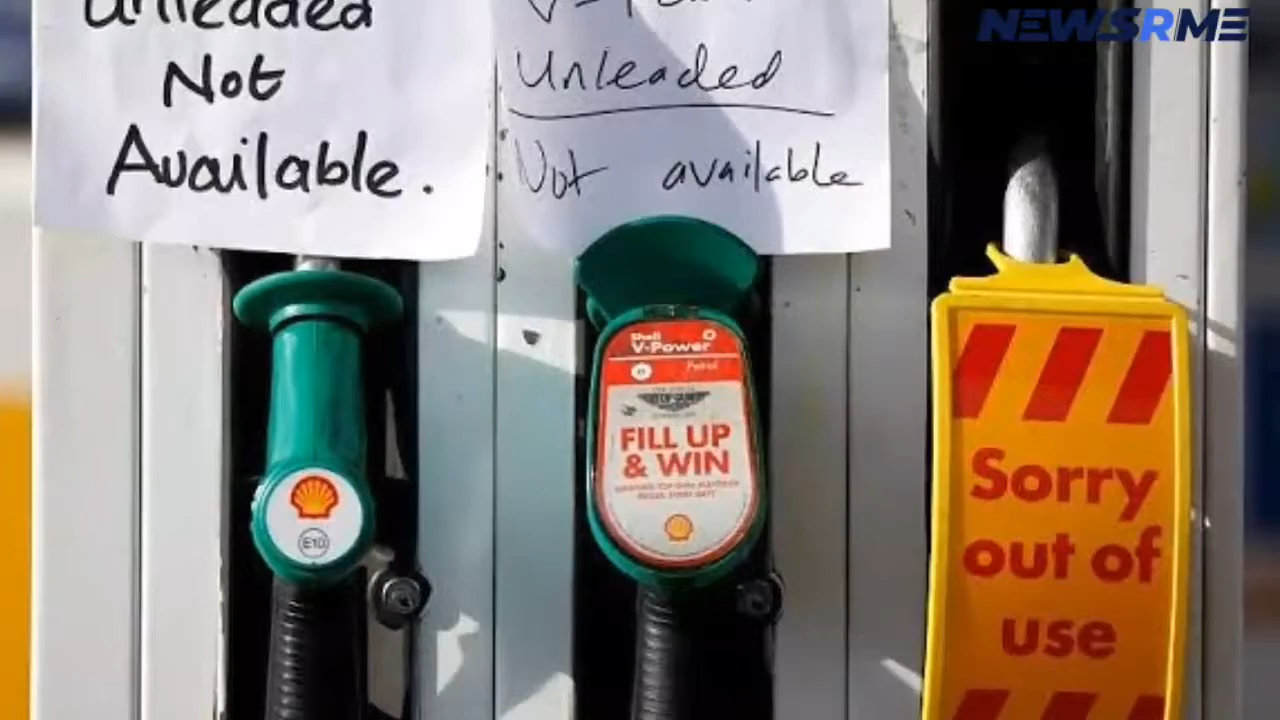 NEWSRME
Unleaded
Not
Available.
Unleaded
Not available
Shell
V-Power
Petrol
FILL UP
& WIN
E10
Sorry
out of
use